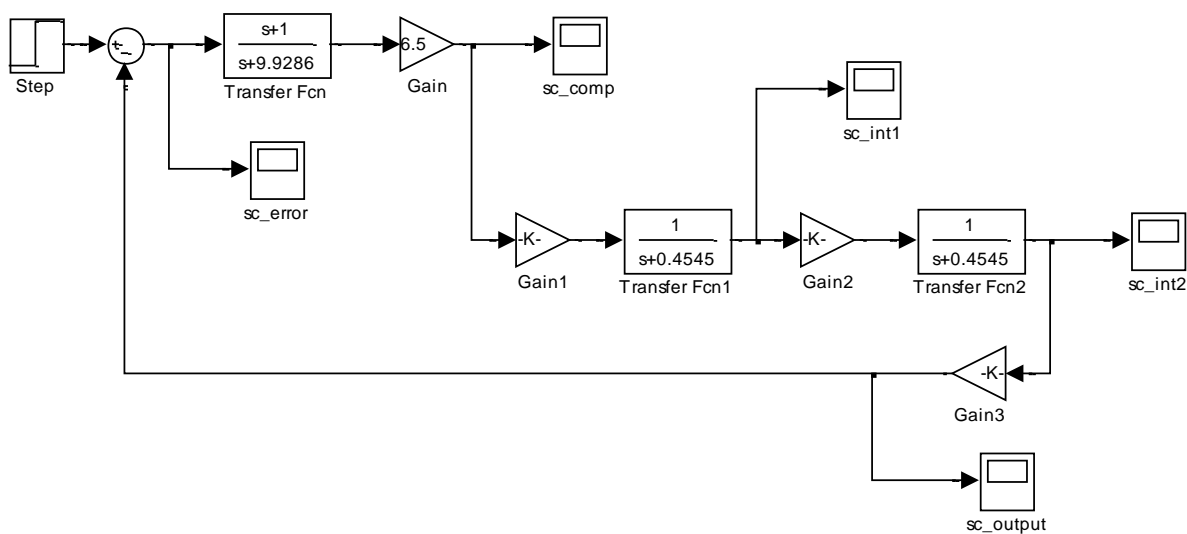 Step
s+1
s+9.9286
Transfer Fcn
6.5
Gain
sc_comp
sc_int1
sc_error
-K-
Gain1
1
s+0.4545
Transfer Fcn1
-K-
Gain2
1
s+0.4545
Transfer Fcn2
sc_int2
-K-
Gain3
sc_output